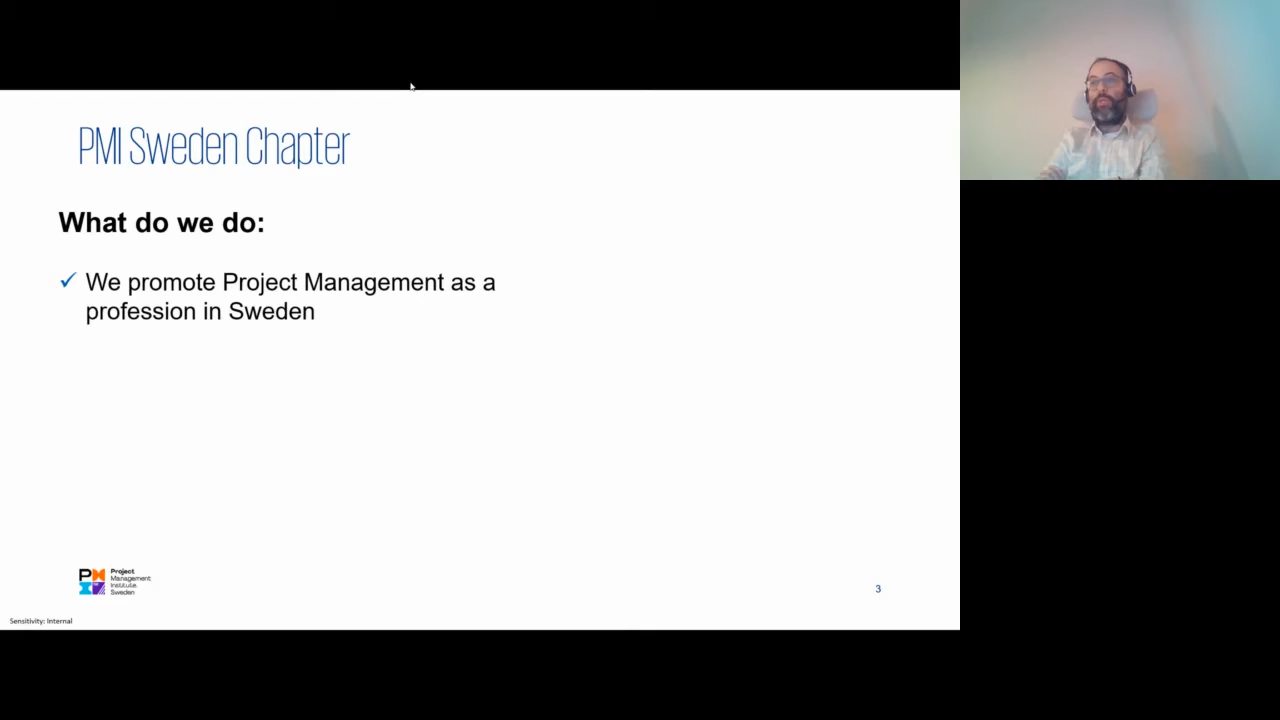 PMI Sweden Chapter
What do we do:
✓ We promote Project Management as a
profession in Sweden
Project
Management
Institute.
Sweden
3
Sensitivity: Internal